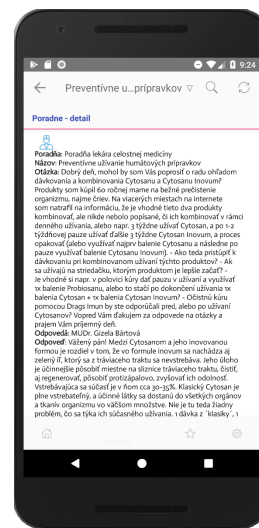 9:24
Preventívne u...prípravkov
Poradne - detail
Poradňa: Poradňa lekára celostnej medicíny
Názov: Preventívne užívanie humátových prípravkov
Otázka: Dobrý deň, mohol by som Vás poprosiť o radu ohľadom
dávkovania a kombinovania Cytosanu a Cytosanu Inovum?
Produkty som kúpil 60 ročnej mame na bežné prečistenie
organizmu, najme čriev. Na viacerých miestach na internete
som natrafil na informáciu, že je vhodné tieto dva produkty
kombinovať, ale nikde nebolo popísané, či ich kombinovať v rámci
denného užívania, alebo napr. 3 týždne užívať Cytosan, a po 1-2
týždňovej pauze užívať ďalšie 3 týždne Cytosan Inovum, a proces
opakovať (alebo využívať najprv balenie Cytosanu a následne po
pauze využívať balenie Cytosanu Inovum). - Ako teda pristúpiť k
dávkovaniu pri kombinovanom užívaní týchto produktov? - Ak
sa užívajú na striedačku, ktorým produktom je lepšie začať? -
Je vhodné si napr. v polovici kúry dať pauzu v užívaní a využívať
1x balenie Probiosanu, alebo to stačí po dokončení užívania 1x
balenia Cytosan + 1x balenia Cytosan Inovum? - Očistnú kúru
pomocou Drags Imun by ste odporúčali pred, alebo po užívaní
Cytosanov? Vopred Vám ďakujem za odpovede na otázky a
prajem Vám príjemný deň.
Odpovedá: MUDr. Gizela Bártová
Odpoveď: Vážený pán! Medzi Cytosanom a jeho inovovanou
formou je rozdiel v tom, že vo formule inovum sa nachádza aj
zelený íl, ktorý sa z tráviaceho traktu sa nevstrebáva. Jeho úloho
je účinnejšie pôsobiť miestne na sliznice tráviaceho traktu, čistiť,
aj regenerovať, pôsobiť protizápalovo, zvyšovať ich odolnosť.
Vstrebávajúca sa súčasť je v ňom cca 30-35%. Klasický Cytosan je
plne vstrebateľný, a účinné látky sa dostanú do všetkých orgánov
a tkanív organizmu vo väčšom množstve. Nie je tu teda žiadny
problém, čo sa týka ich súčasného užívania. 1 dávka z ´klasiky´, 1